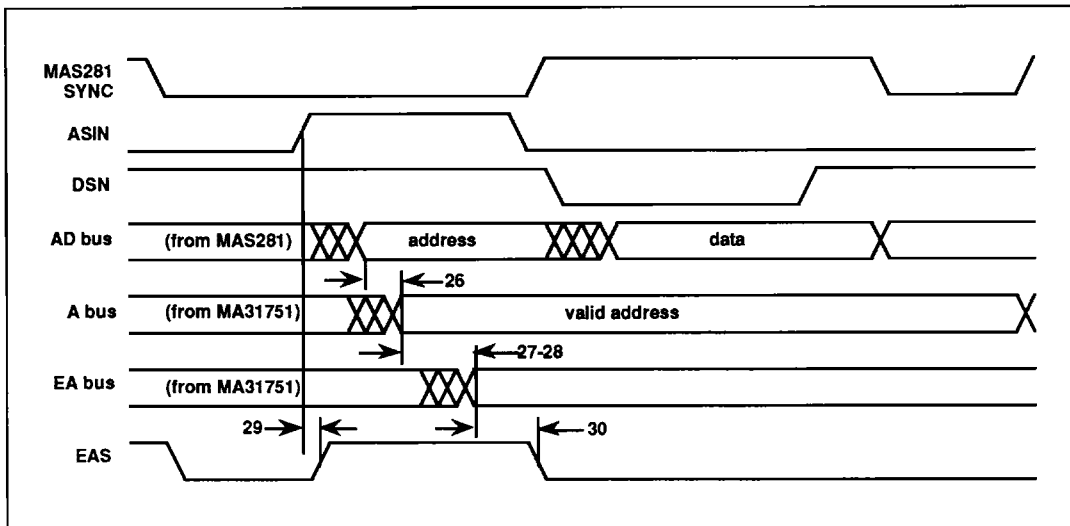 MAS281
SYNC
ASIN
DSN
AD bus (from MAS281) address data
26
A bus (from MA31751) valid address
27-28
EA bus (from MA31751)
29 30
EAS